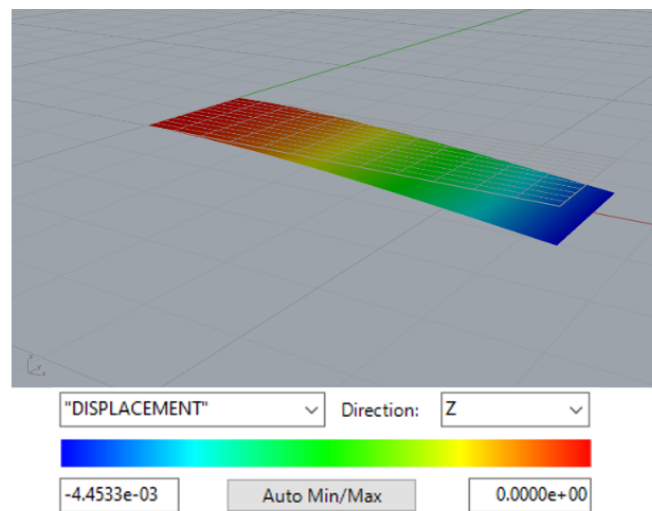 "DISPLACEMENT" Direction: Z
-4.4533e-03 Auto Min/Max 0.0000e+00